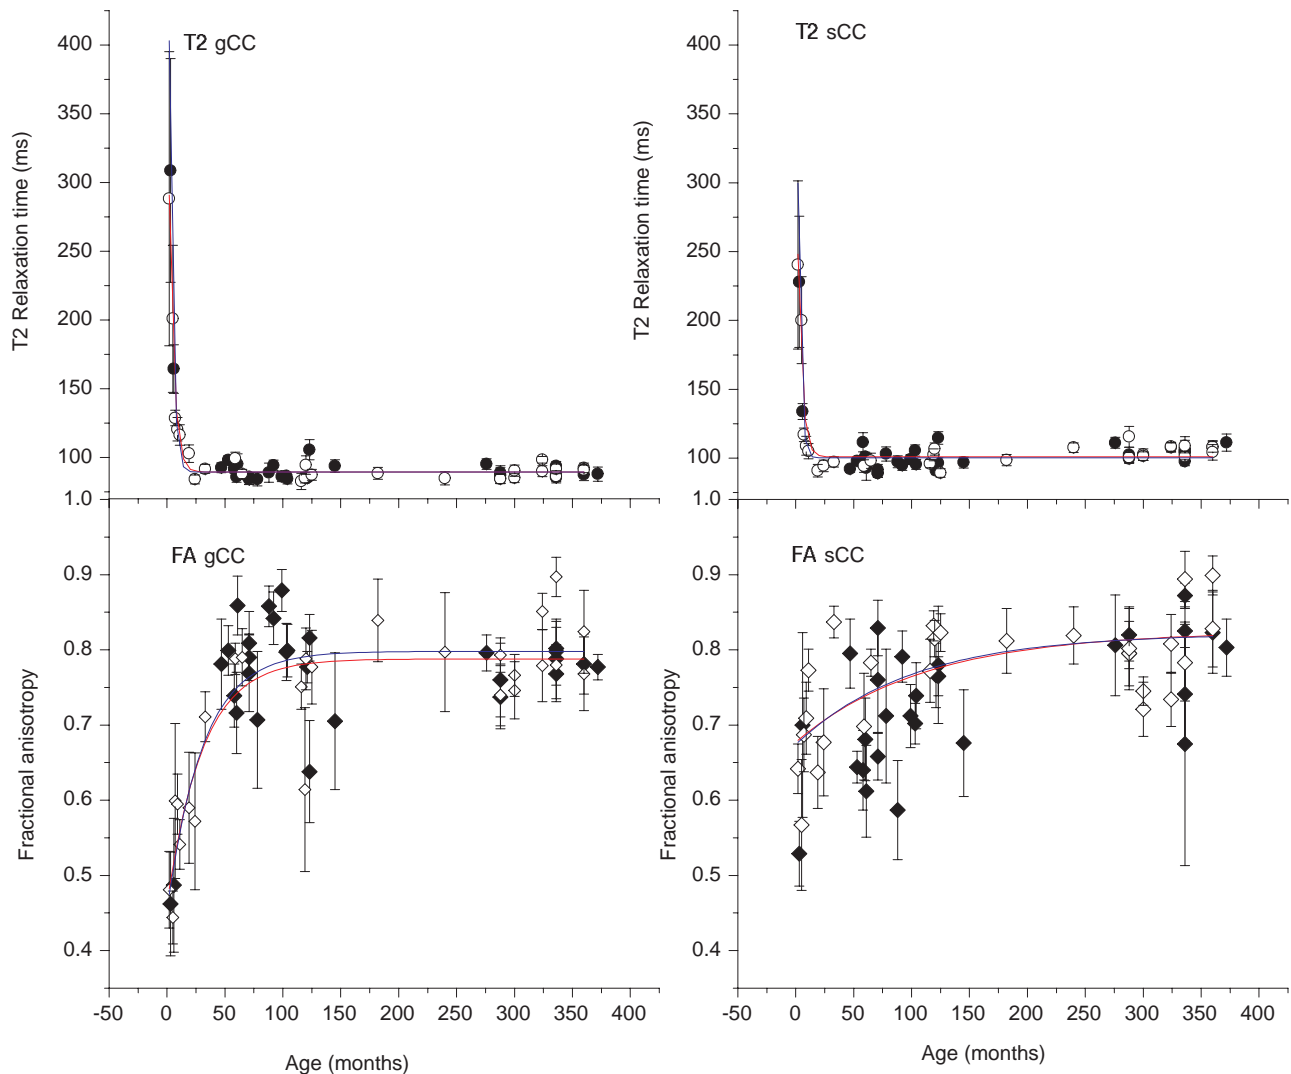 T2 gCC
400
350
300
250
200
150
100
1.0
T2 Relaxation time (ms)
T2 sCC
400
350
300
250
200
150
100
1.0
T2 Relaxation time (ms)
FA gCC
0.9
0.8
0.7
0.6
0.5
0.4
Fractional anisotropy
-50 0 50 100 150 200 250 300 350 400
Age (months)
FA sCC
0.9
0.8
0.7
0.6
0.5
0.4
Fractional anisotropy
-50 0 50 100 150 200 250 300 350 400
Age (months)